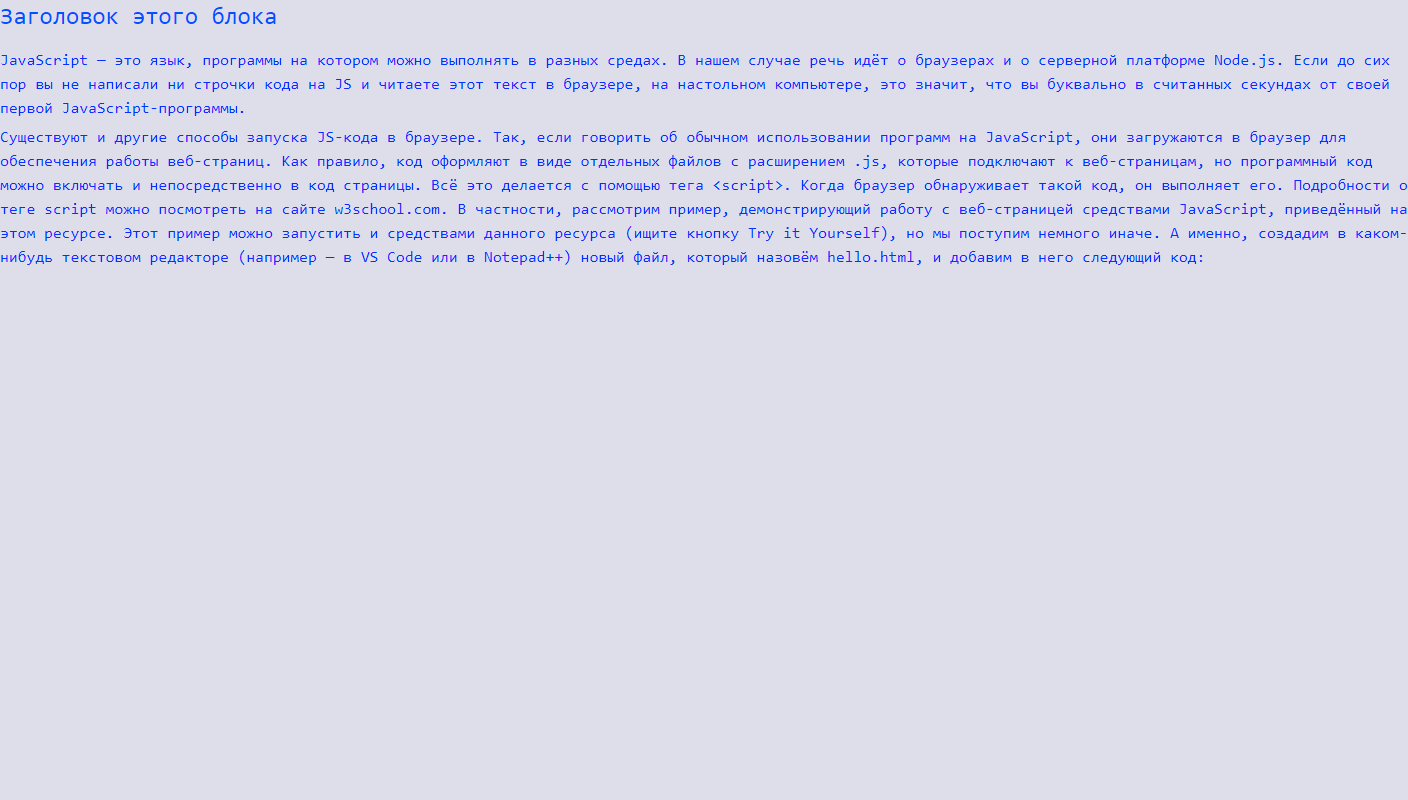 Заголовок этого блока
JavaScript — это язык, программы на котором можно выполнять в разных средах. В нашем случае речь идёт о браузерах и о серверной платформе Node.js. Если до сих
пор вы не написали ни строчки кода на JS и читаете этот текст в браузере, на настольном компьютере, это значит, что вы буквально в считанных секундах от своей
первой JavaScript-программы.
Существуют и другие способы запуска JS-кода в браузере. Так, если говорить об обычном использовании программ на JavaScript, они загружаются в браузер для
обеспечения работы веб-страниц. Как правило, код оформляют в виде отдельных файлов с расширением .js, которые подключают к веб-страницам, но программный код
можно включать и непосредственно в код страницы. Всё это делается с помощью тега <script>. Когда браузер обнаруживает такой код, он выполняет его. Подробности о
теге script можно посмотреть на сайте w3school.com. В частности, рассмотрим пример, демонстрирующий работу с веб-страницей средствами JavaScript, приведённый на
этом ресурсе. Этот пример можно запустить и средствами данного ресурса (ищите кнопку Try it Yourself), но мы поступим немного иначе. А именно, создадим в каком-
нибудь текстовом редакторе (например — в VS Code или в Notepad++) новый файл, который назовём hello.html, и добавим в него следующий код: